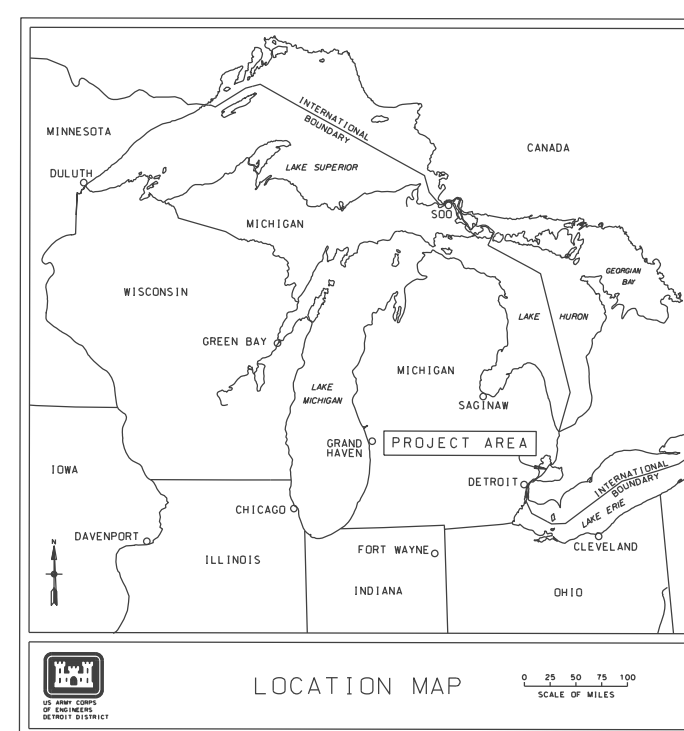 MINNESOTA
INTERNATIONAL
BOUNDARY
CANADA
DULUTH
LAKE SUPERIOR
SOO
MICHIGAN
GEORGIAN
BAY
WISCONSIN
LAKE HURON
GREEN BAY
MICHIGAN
LAKE
MICHIGAN
SAGINAW
GRAND
HAVEN
PROJECT AREA
IOWA
DETROIT
INTERNATIONAL
BOUNDARY
LAKE ERIE
CHICAGO
DAVENPORT
CLEVELAND
FORT WAYNE
ILLINOIS
N
INDIANA
OHIO
US ARMY CORPS
OF ENGINEERS
DETROIT DISTRICT
LOCATION MAP
0 25 50 75 100
SCALE OF MILES